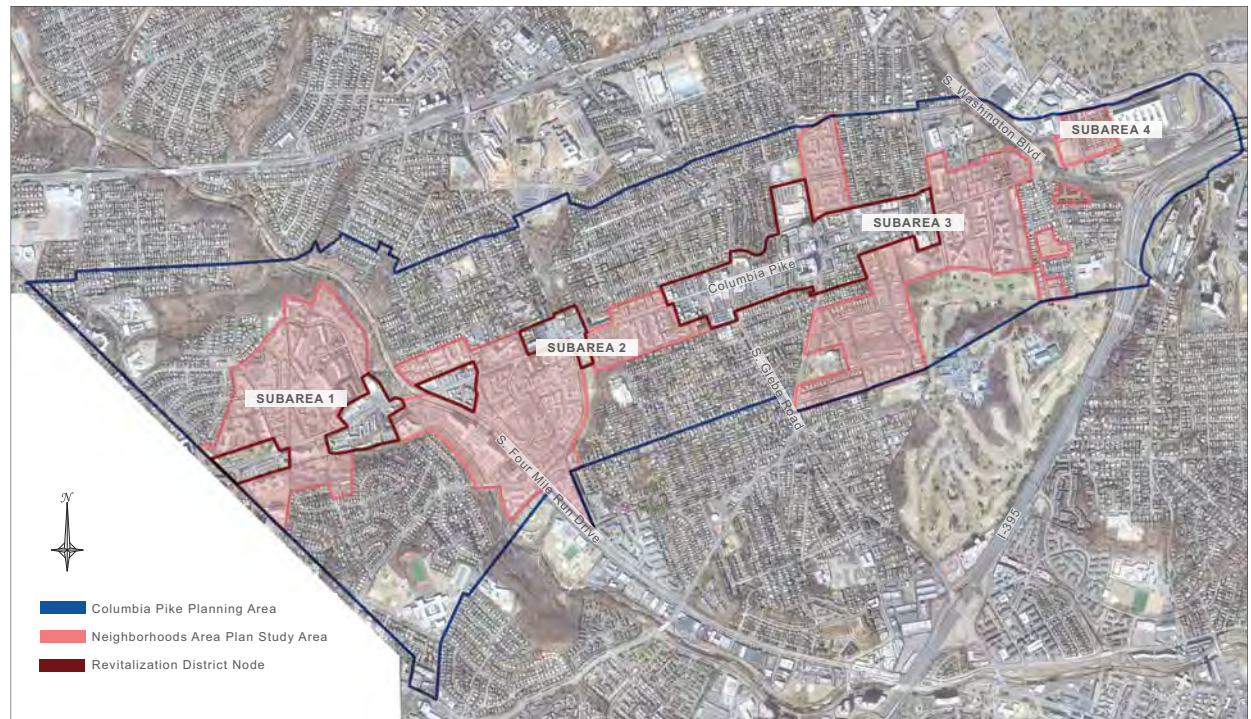 S. Washington Blvd
SUBAREA 4
SUBAREA 3
Columbia Pike
SUBAREA 2
S. Glebe Road
SUBAREA 1
S. Four Mile Run Drive
I-395
N
Columbia Pike Planning Area
Neighborhoods Area Plan Study Area
Revitalization District Node